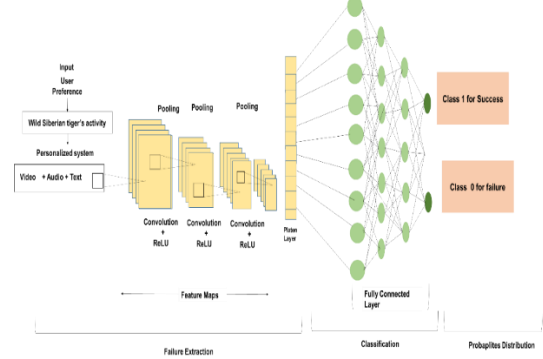 Input
User
Preference
Wild Siberian tiger's activity
Personalized system
Video + Audio + Text
Pooling
Pooling
Pooling
Convolution
+
ReLU
Convolution
+
ReLU
Convolution
+
ReLU
Platen
Layer
Feature Maps
Failure Extraction
Fully Connected
Layer
Classification
Class 1 for Success
Class 0 for failure
Probaplites Distribution